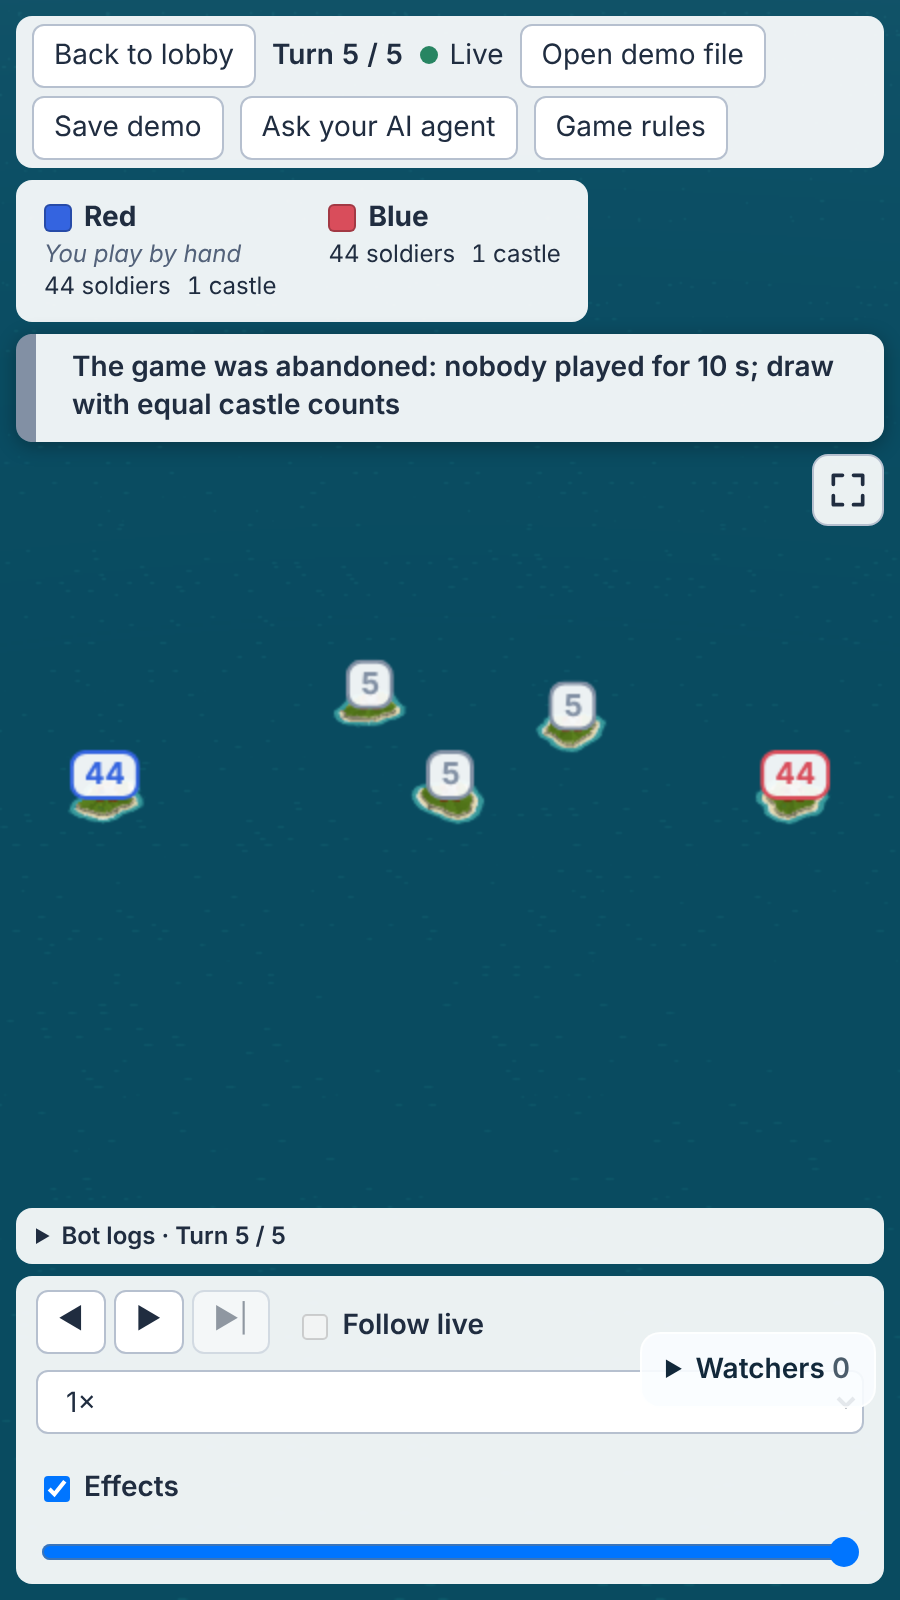 Back to lobby Turn 5 / 5 Live Open demo file
Save demo Ask your AI agent Game rules
Red Blue
You play by hand 44 soldiers 1 castle
44 soldiers 1 castle
The game was abandoned: nobody played for 10 s; draw
with equal castle counts
5
5
44 5 44
Bot logs · Turn 5 / 5
Follow live
Watchers 0
1×
Effects